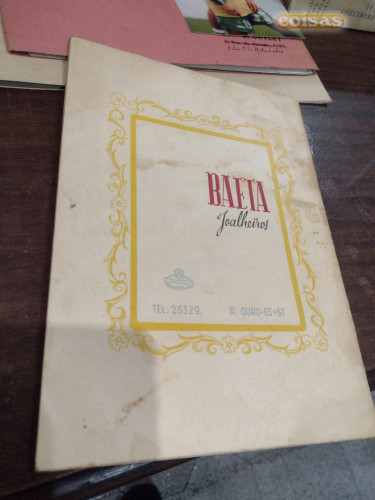 coisas
BAETA
Joalheiros
TEL. 26329.
R. OURO-65-67